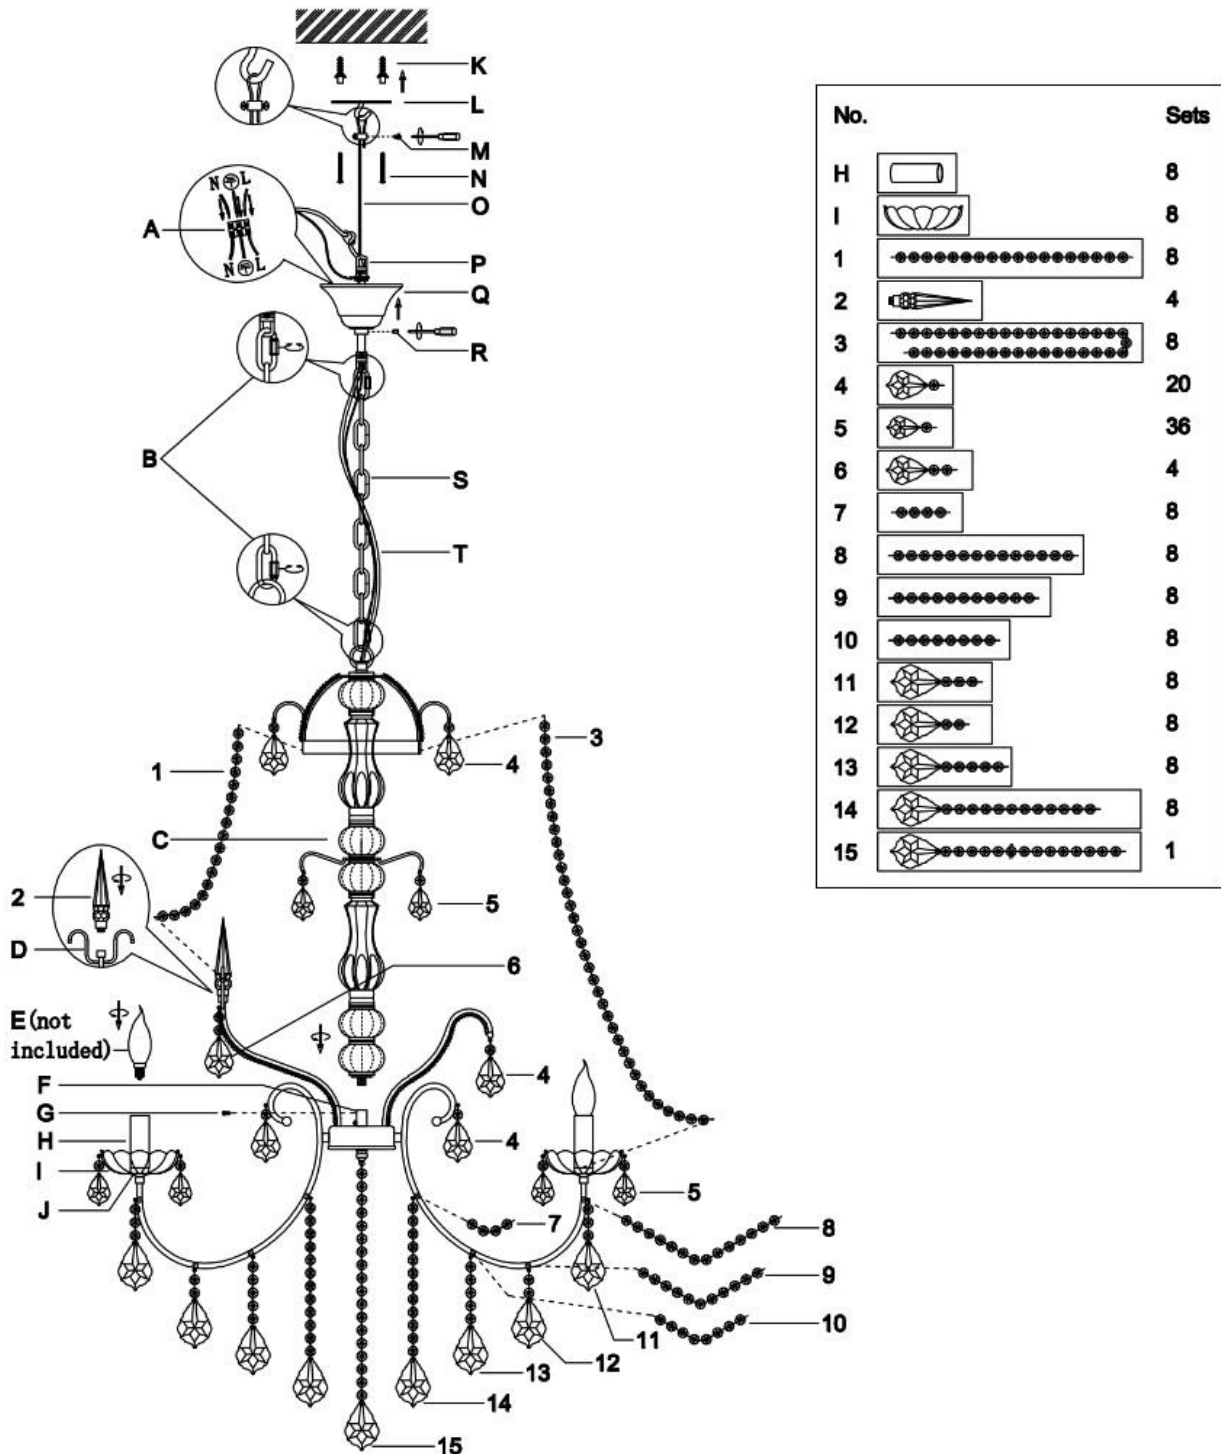 K
L
M
N
O
N L
A
N L
P
Q
R
B
S
T
1
3
4
C
2
5
D
6
E(not
included)
F
4
G
H
4
I
5
J
7
8
9
10
11
12
13
14
15
No. Sets
H 8
I 8
1 8
2 4
3 8
4 20
5 36
6 4
7 8
8 8
9 8
10 8
11 8
12 8
13 8
14 8
15 1